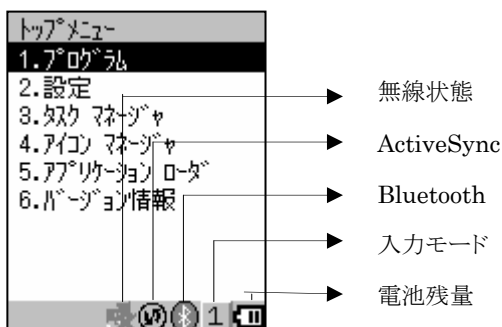 トップメニュー
1.プログラム
2.設定
3.タスク マネージャ
4.アイコン マネージャ
5.アプリケーション ローダ
6.バージョン情報
1
無線状態
ActiveSync
Bluetooth
入力モード
電池残量